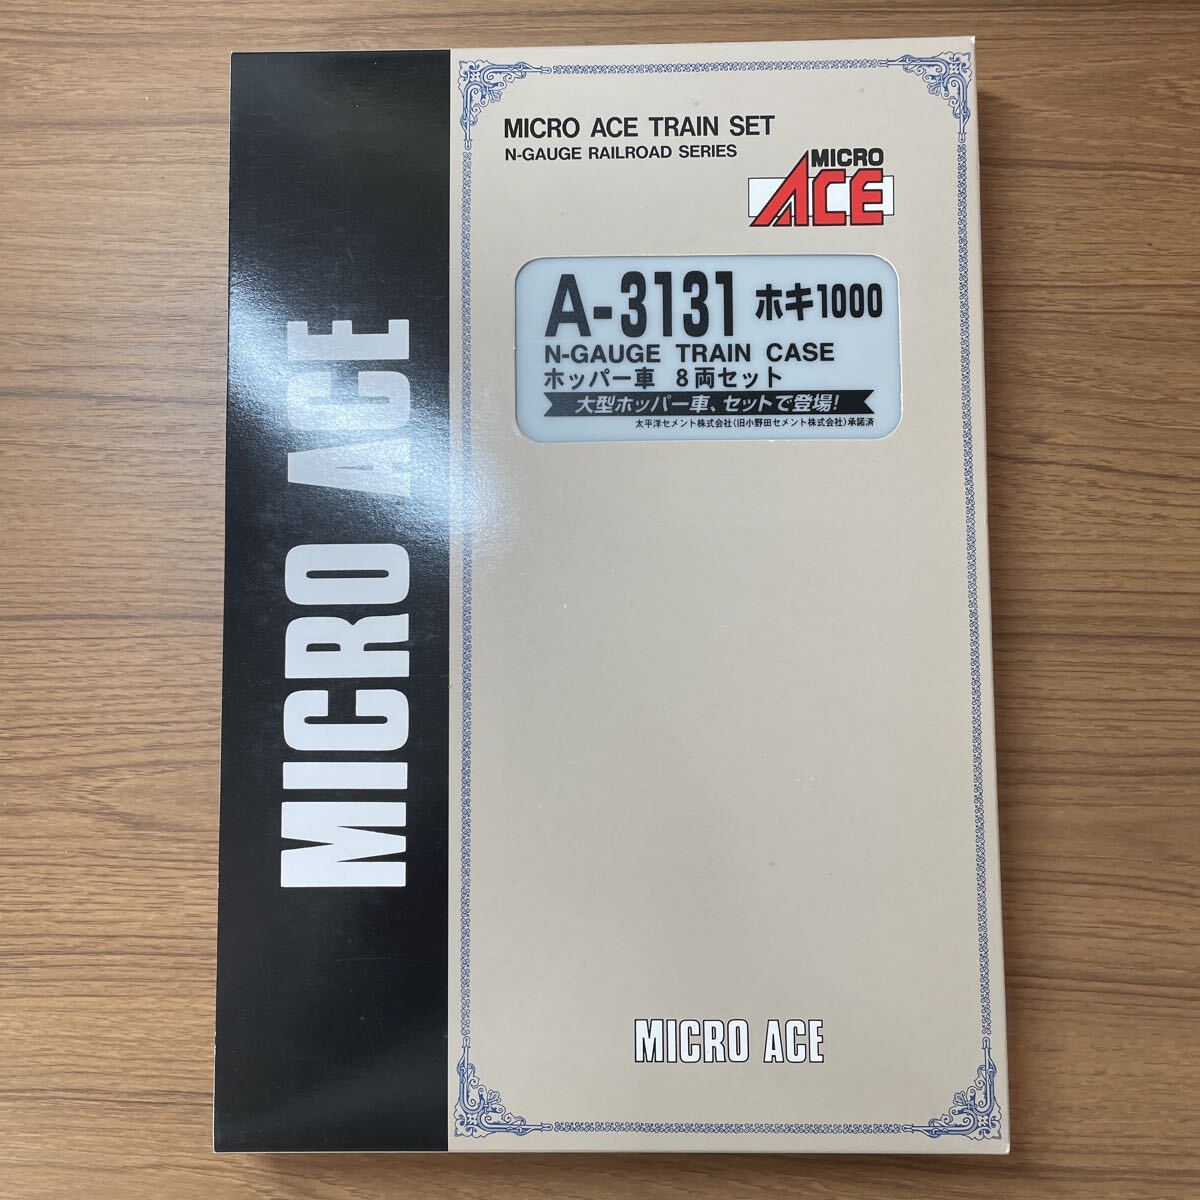 MICRO ACE
MICRO ACE TRAIN SET
N-GAUGE RAILROAD SERIES
MICRO
ACE
A-3131 ホキ1000
N-GAUGE TRAIN CASE
ホッパー車 8両セット
大型ホッパー車、セットで登場!
太平洋セメント株式会社(旧小野田セメント株式会社)承諾済
MICRO ACE